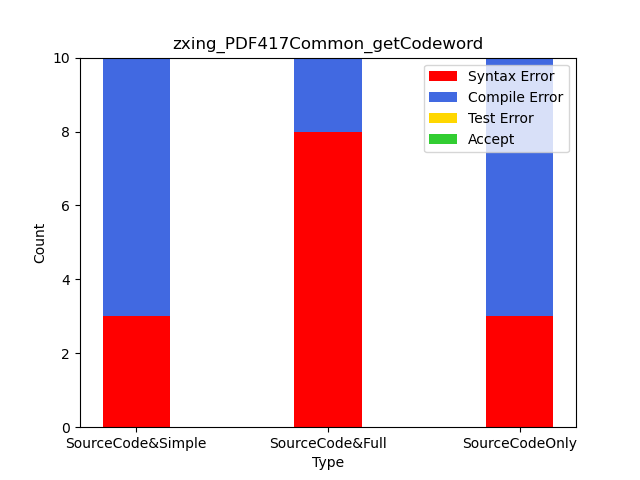 zxing_PDF417Common_getCodeword
Syntax Error
Compile Error
Test Error
Accept
Count
10
8
6
4
2
0
SourceCode&Simple
SourceCode&Full
SourceCodeOnly
Type